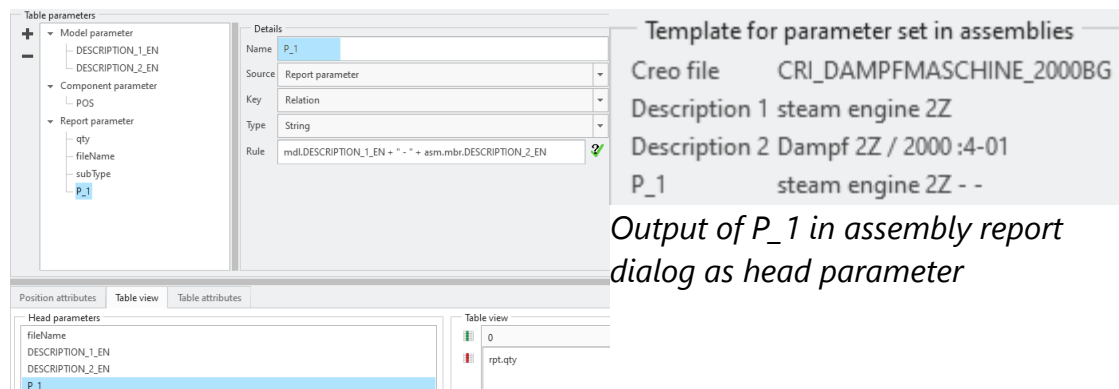 Table parameters
Model parameter
DESCRIPTION_1_EN
DESCRIPTION_2_EN
Component parameter
POS
Report parameter
qty
fileName
subType
P_1
Details
Name P_1
Source Report parameter
Key Relation
Type String
Rule mdl.DESCRIPTION_1_EN + " - " + asm.mbr.DESCRIPTION_2_EN
Template for parameter set in assemblies
Creo file CRI_DAMPFMASCHINE_2000BG
Description 1 steam engine 2Z
Description 2 Dampf 2Z / 2000 :4-01
P_1 steam engine 2Z - -
Output of P_1 in assembly report
dialog as head parameter
Position attributes Table view Table attributes
Head parameters
fileName
DESCRIPTION_1_EN
DESCRIPTION_2_EN
P_1
Table view
0
rpt.qty